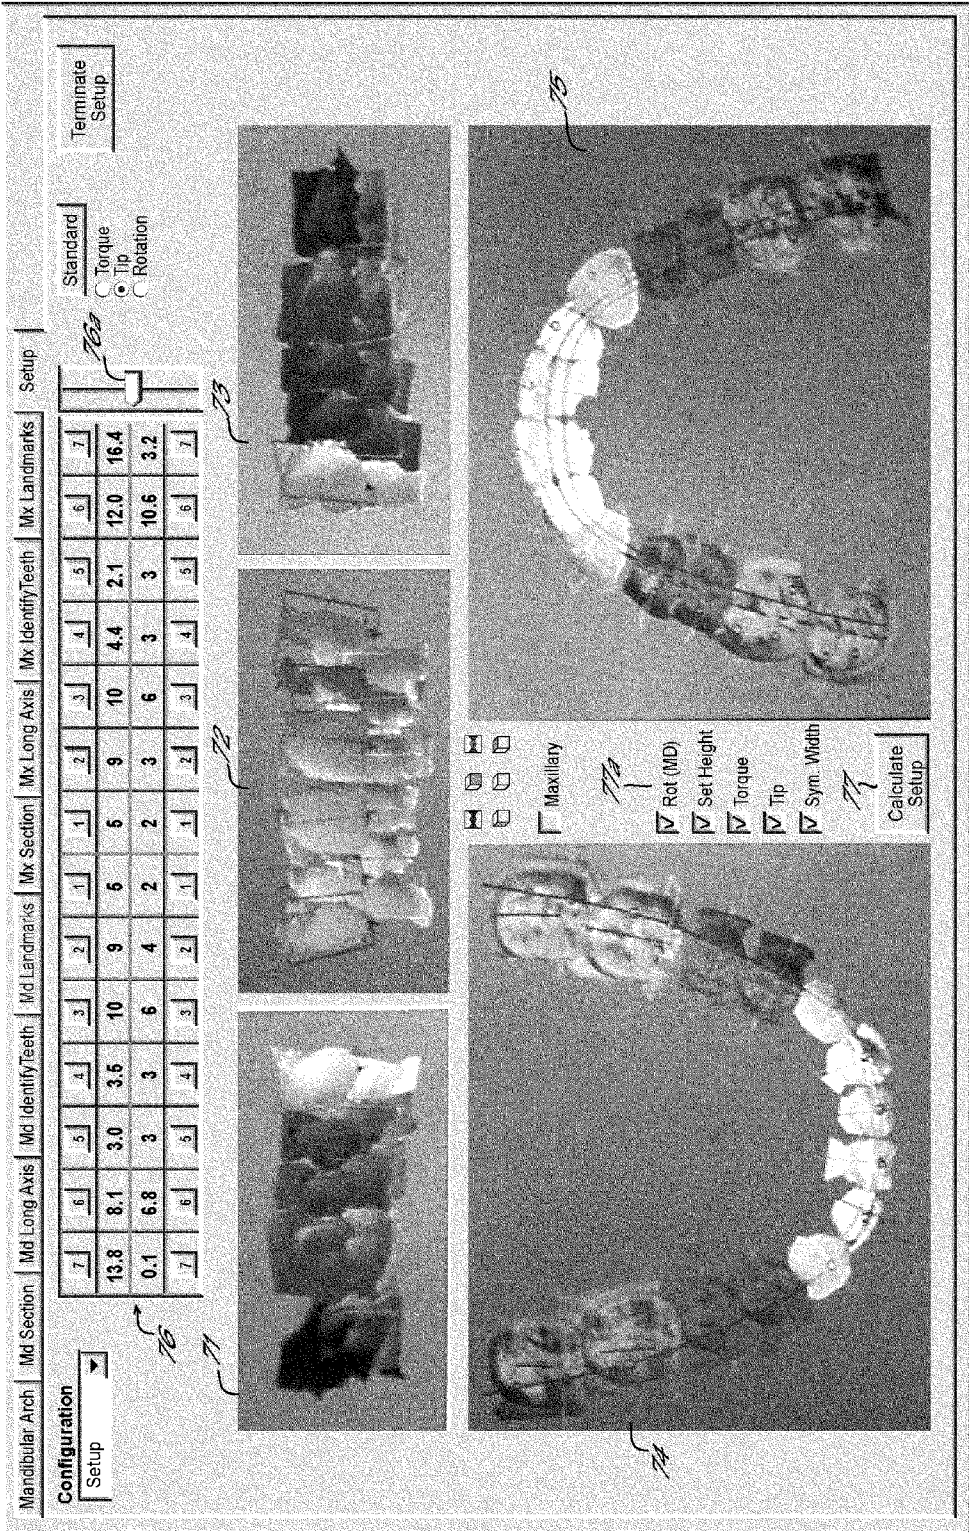 Mandibular Arch Md Section Md Long Axis Md IdentifyTeeth Md Landmarks Mx Section Mx Long Axis Mx IdentifyTeeth Mx Landmarks Setup
Configuration
Setup
7 6 5 4 3 2 1 1 2 3 4 5 6 7
13.8 8.1 3.0 3.5 10 9 5 5 9 10 4.4 2.1 12.0 16.4
0.1 6.8 3 3 6 4 2 2 3 6 3 3 10.6 3.2
7 6 5 4 3 2 1 1 2 3 4 5 6 7
76
76a
Standard
Torque
Tip
Rotation
Terminate
Setup
71
72
73
74
Maxillary
77a
Rot (MD)
Set Height
Torque
Tip
Sym. Width
77
Calculate
Setup
75